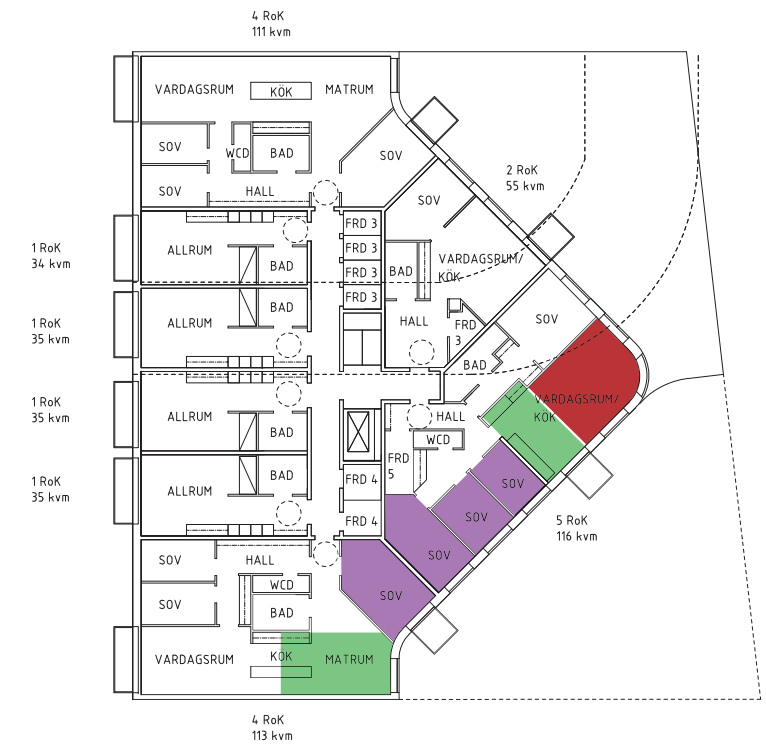 4 RoK
111 kvm
VARDAGSRUM
KÖK
MATRUM
SOV
WCD
BAD
SOV
SOV
HALL
2 RoK
55 kvm
SOV
FRD 3
FRD 3
FRD 3
FRD 3
1 RoK
34 kvm
ALLRUM
BAD
BAD
VARDAGSRUM/
KÖK
HALL
FRD
3
1 RoK
35 kvm
ALLRUM
BAD
SOV
BAD
VARDAGSRUM/
KÖK
1 RoK
35 kvm
ALLRUM
BAD
HALL
WCD
FRD
5
SOV
SOV
SOV
1 RoK
35 kvm
ALLRUM
BAD
FRD 4
FRD 4
5 RoK
116 kvm
SOV
HALL
WCD
SOV
BAD
SOV
VARDAGSRUM
KÖK
MATRUM
4 RoK
113 kvm